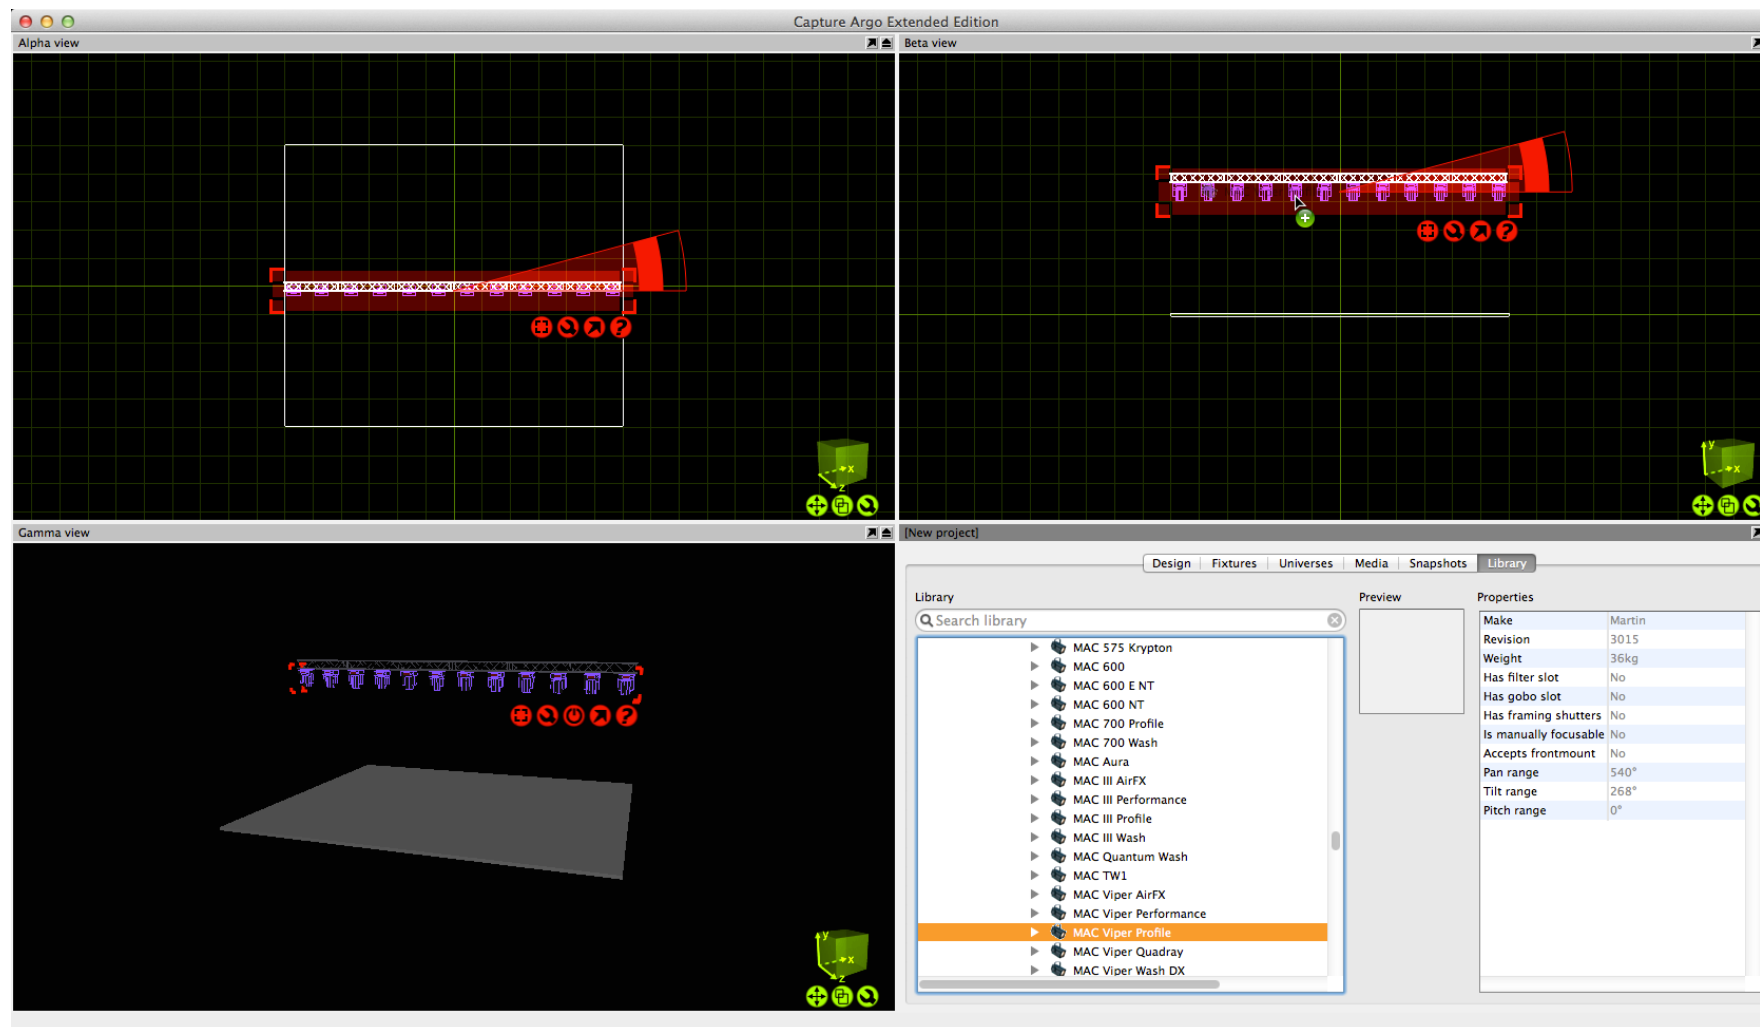 Capture Argo Extended Edition
Alpha view
Beta view
x
z
y
Gamma view
y
x
z
[New project]
Design Fixtures Universes Media Snapshots Library
Library
Search library
MAC 575 Krypton
MAC 600
MAC 600 E NT
MAC 600 NT
MAC 700 Profile
MAC 700 Wash
MAC Aura
MAC III AirFX
MAC III Performance
MAC III Profile
MAC III Wash
MAC Quantum Wash
MAC TW1
MAC Viper AirFX
MAC Viper Performance
MAC Viper Profile
MAC Viper Quadray
MAC Viper Wash DX
Preview
Properties
Make Martin
Revision 3015
Weight 36kg
Has filter slot No
Has gobo slot No
Has framing shutters No
Is manually focusable No
Accepts frontmount No
Pan range 540°
Tilt range 268°
Pitch range 0°